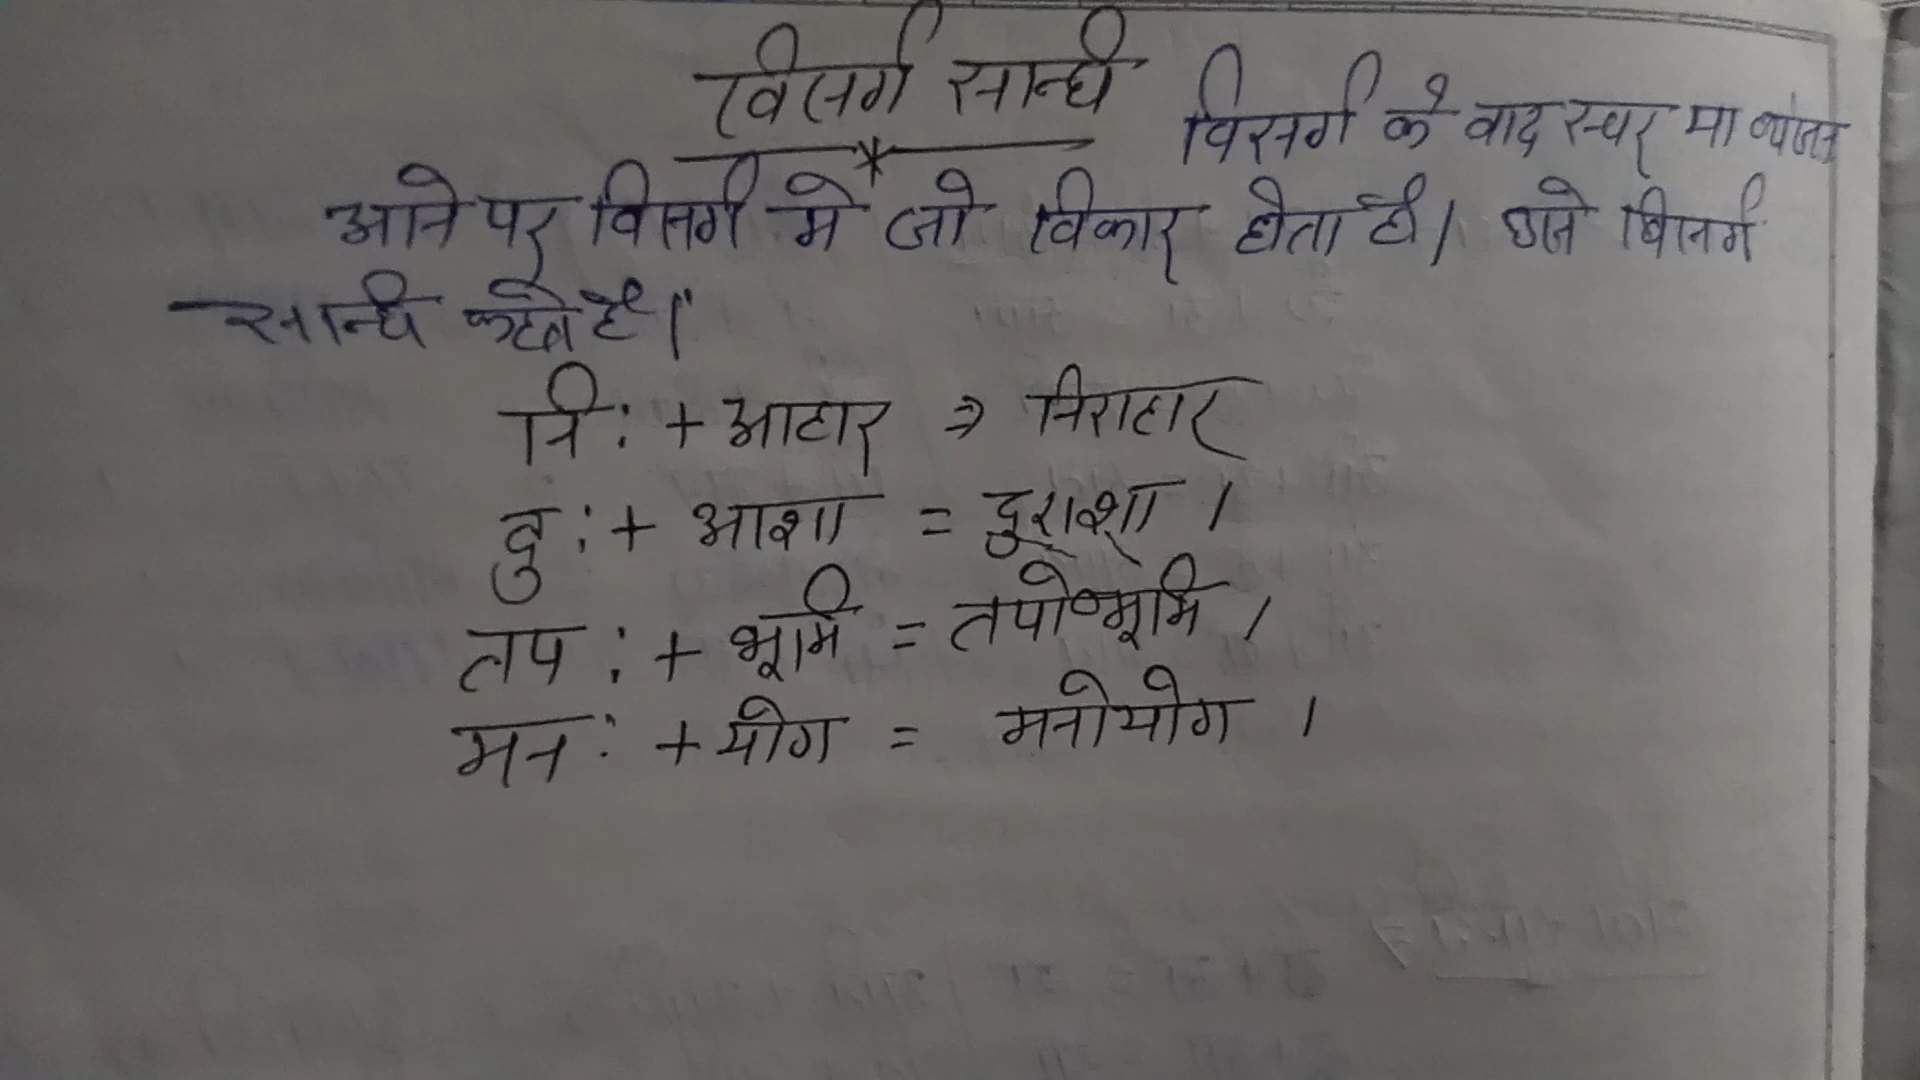 विसर्ग सन्धि
विसर्ग के वाद स्वर या व्यंजन
आने पर विसर्ग मे जो विकार होता है। उसे विसर्ग
सन्धि कहते है।
नि: + आहार ⇒ निराहार
दु: + आशा = दुराशा ।
तप: + भूमि = तपोभूमि ।
मन: + योग = मनोयोग ।